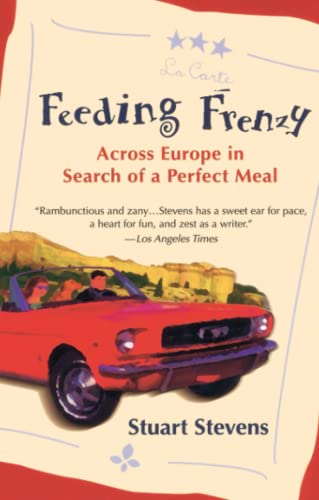 La Carte
Feeding Frenzy
Across Europe in
Search of a Perfect Meal
“Rambunctious and zany…Stevens has a sweet ear for pace,
a heart for fun, and zest as a writer.”
—Los Angeles Times
Stuart Stevens